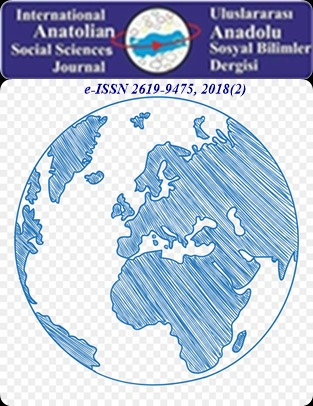 International
Anatolian
Social Sciences
Journal
Uluslararası
Anadolu
Sosyal Bilimler
Dergisi
e-ISSN 2619-9475, 2018(2)